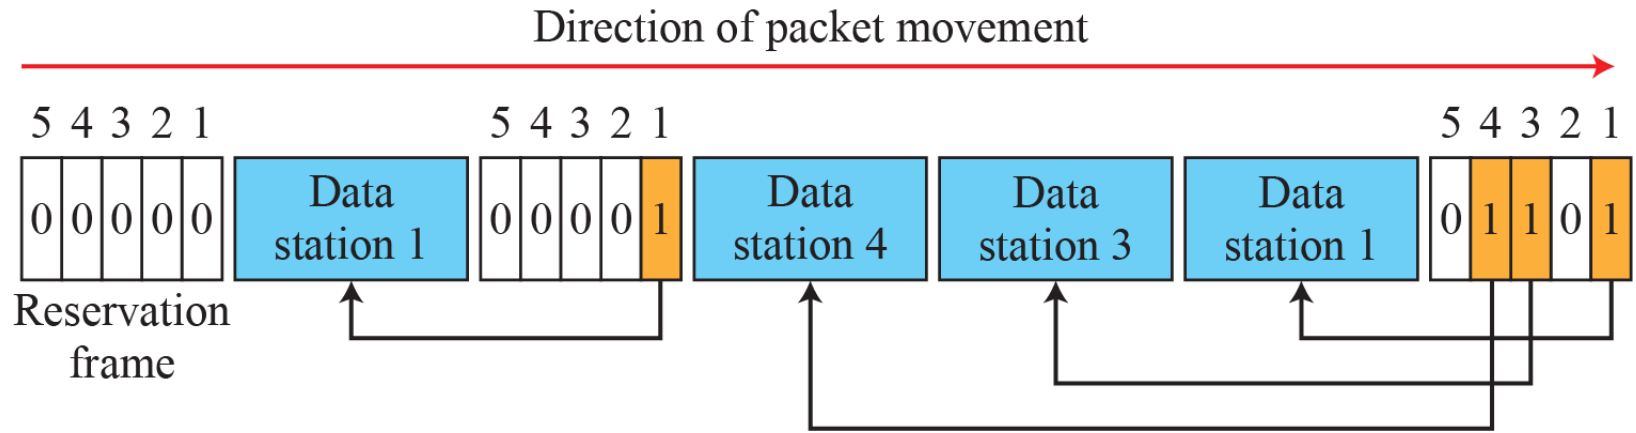 Direction of packet movement
5 4 3 2 1
5 4 3 2 1
5 4 3 2 1
0 0 0 0 0
Data
station 1
0 0 0 0 1
Data
station 4
Data
station 3
Data
station 1
0 1 1 0 1
Reservation
frame